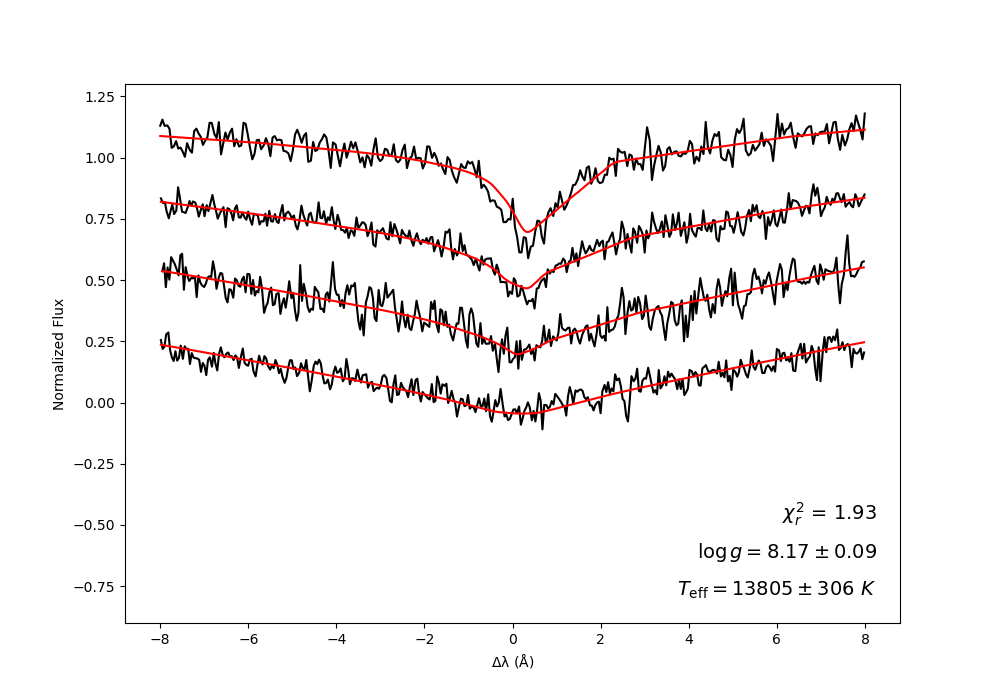 1.25
1.00
0.75
0.50
0.25
0.00
−0.25
−0.50
−0.75
Normalized Flux
χ²ᵣ = 1.93
log g = 8.17 ± 0.09
T_eff = 13805 ± 306 K
−8 −6 −4 −2 0 2 4 6 8
Δλ (Å)